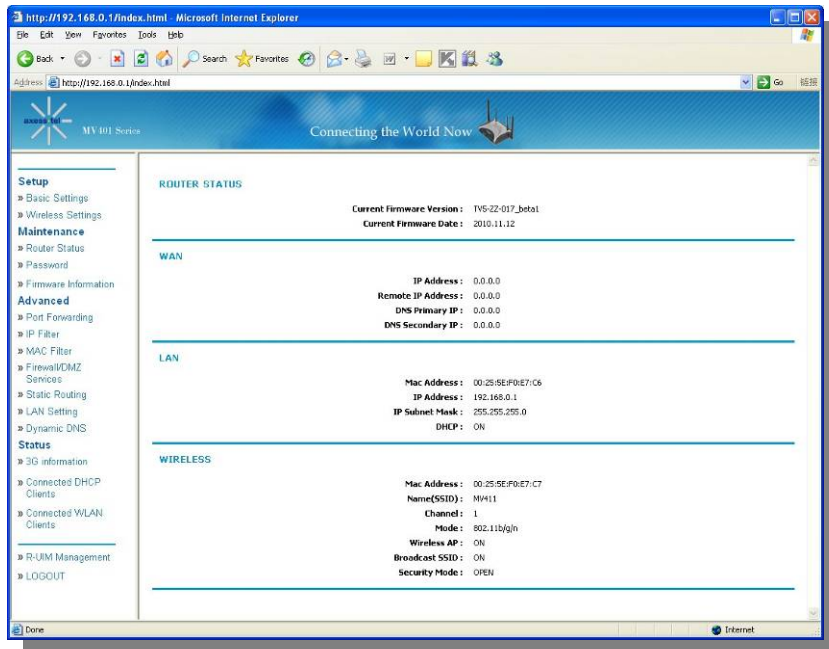 http://192.168.0.1/index.html - Microsoft Internet Explorer
File Edit View Favorites Tools Help
Back Search Favorites
Address http://192.168.0.1/index.html Go 链接
axess tel MV401 Series Connecting the World Now
Setup
» Basic Settings
» Wireless Settings
Maintenance
» Router Status
» Password
» Firmware Information
Advanced
» Port Forwarding
» IP Filter
» MAC Filter
» Firewall/DMZ
Services
» Static Routing
» LAN Setting
» Dynamic DNS
Status
» 3G information
» Connected DHCP
Clients
» Connected WLAN
Clients
» R-UIM Management
» LOGOUT
ROUTER STATUS
Current Firmware Version : TV5-ZZ-017_beta1
Current Firmware Date : 2010.11.12
WAN
IP Address : 0.0.0.0
Remote IP Address : 0.0.0.0
DNS Primary IP : 0.0.0.0
DNS Secondary IP : 0.0.0.0
LAN
Mac Address : 00:25:5E:F0:E7:C6
IP Address : 192.168.0.1
IP Subnet Mask : 255.255.255.0
DHCP : ON
WIRELESS
Mac Address : 00:25:5E:F0:E7:C7
Name(SSID) : MV411
Channel : 1
Mode : 802.11b/g/n
Wireless AP : ON
Broadcast SSID : ON
Security Mode : OPEN
Done Internet